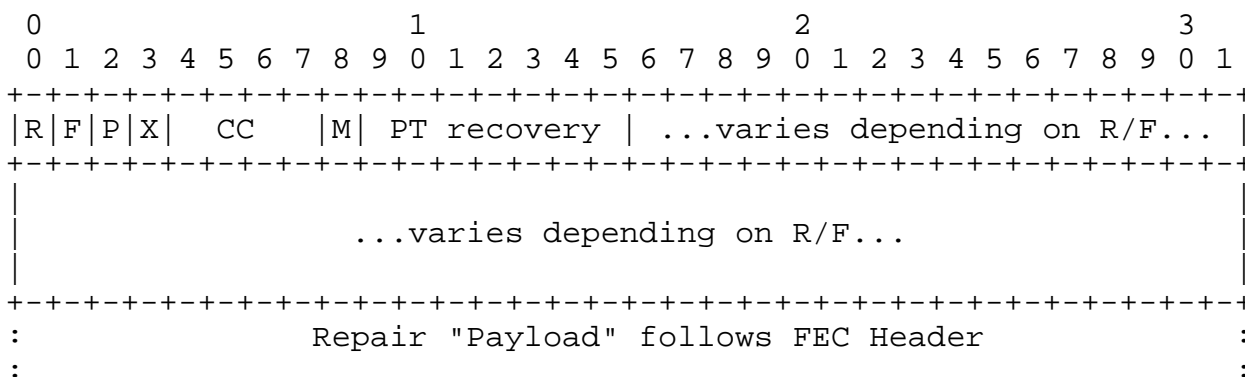 0                   1                   2                   3
 0 1 2 3 4 5 6 7 8 9 0 1 2 3 4 5 6 7 8 9 0 1 2 3 4 5 6 7 8 9 0 1
+-+-+-+-+-+-+-+-+-+-+-+-+-+-+-+-+-+-+-+-+-+-+-+-+-+-+-+-+-+-+-+-+
|R|F|P|X|  CC   |M| PT recovery | ...varies depending on R/F... |
+-+-+-+-+-+-+-+-+-+-+-+-+-+-+-+-+-+-+-+-+-+-+-+-+-+-+-+-+-+-+-+-+
|                                                               |
|                 ...varies depending on R/F...                 |
|                                                               |
+-+-+-+-+-+-+-+-+-+-+-+-+-+-+-+-+-+-+-+-+-+-+-+-+-+-+-+-+-+-+-+-+
:               Repair "Payload" follows FEC Header             :
:                                                               :